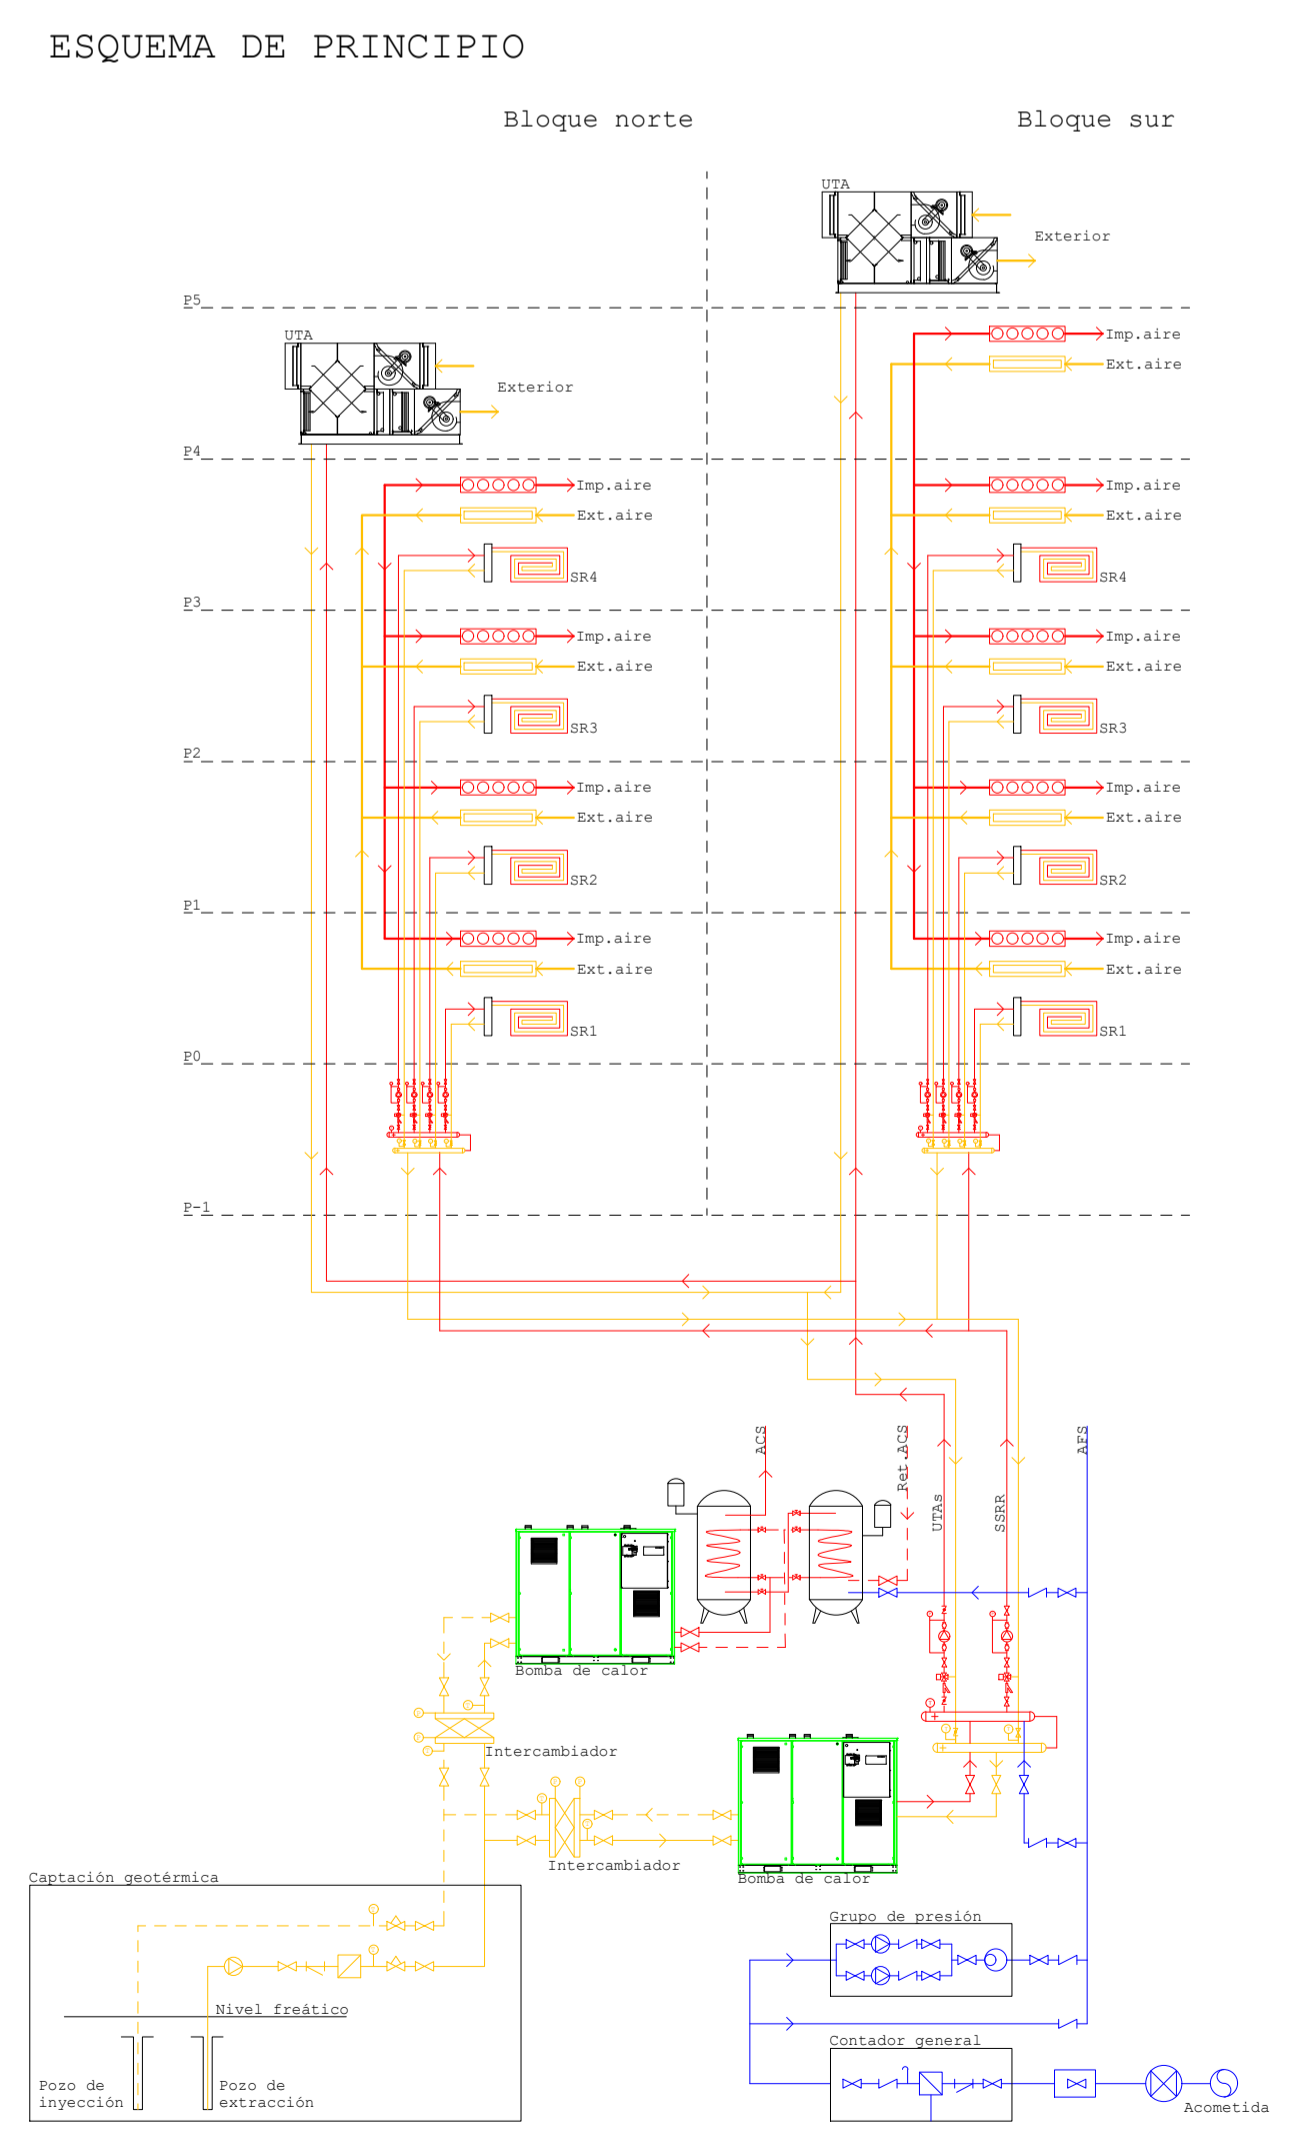 ESQUEMA DE PRINCIPIO
Bloque norte
Bloque sur
UTA
Exterior
P5
UTA
Imp.aire
Ext.aire
Exterior
P4
Imp.aire
Imp.aire
Ext.aire
Ext.aire
SR4
SR4
P3
Imp.aire
Imp.aire
Ext.aire
Ext.aire
SR3
SR3
P2
Imp.aire
Imp.aire
Ext.aire
Ext.aire
SR2
SR2
P1
Imp.aire
Imp.aire
Ext.aire
Ext.aire
SR1
SR1
P0
P-1
ACS
Ret.ACS
AFS
UTAs
SSRR
Bomba de calor
Intercambiador
Intercambiador
Bomba de calor
Captación geotérmica
Grupo de presión
Nivel freático
Contador general
Pozo de
inyección
Pozo de
extracción
Acometida